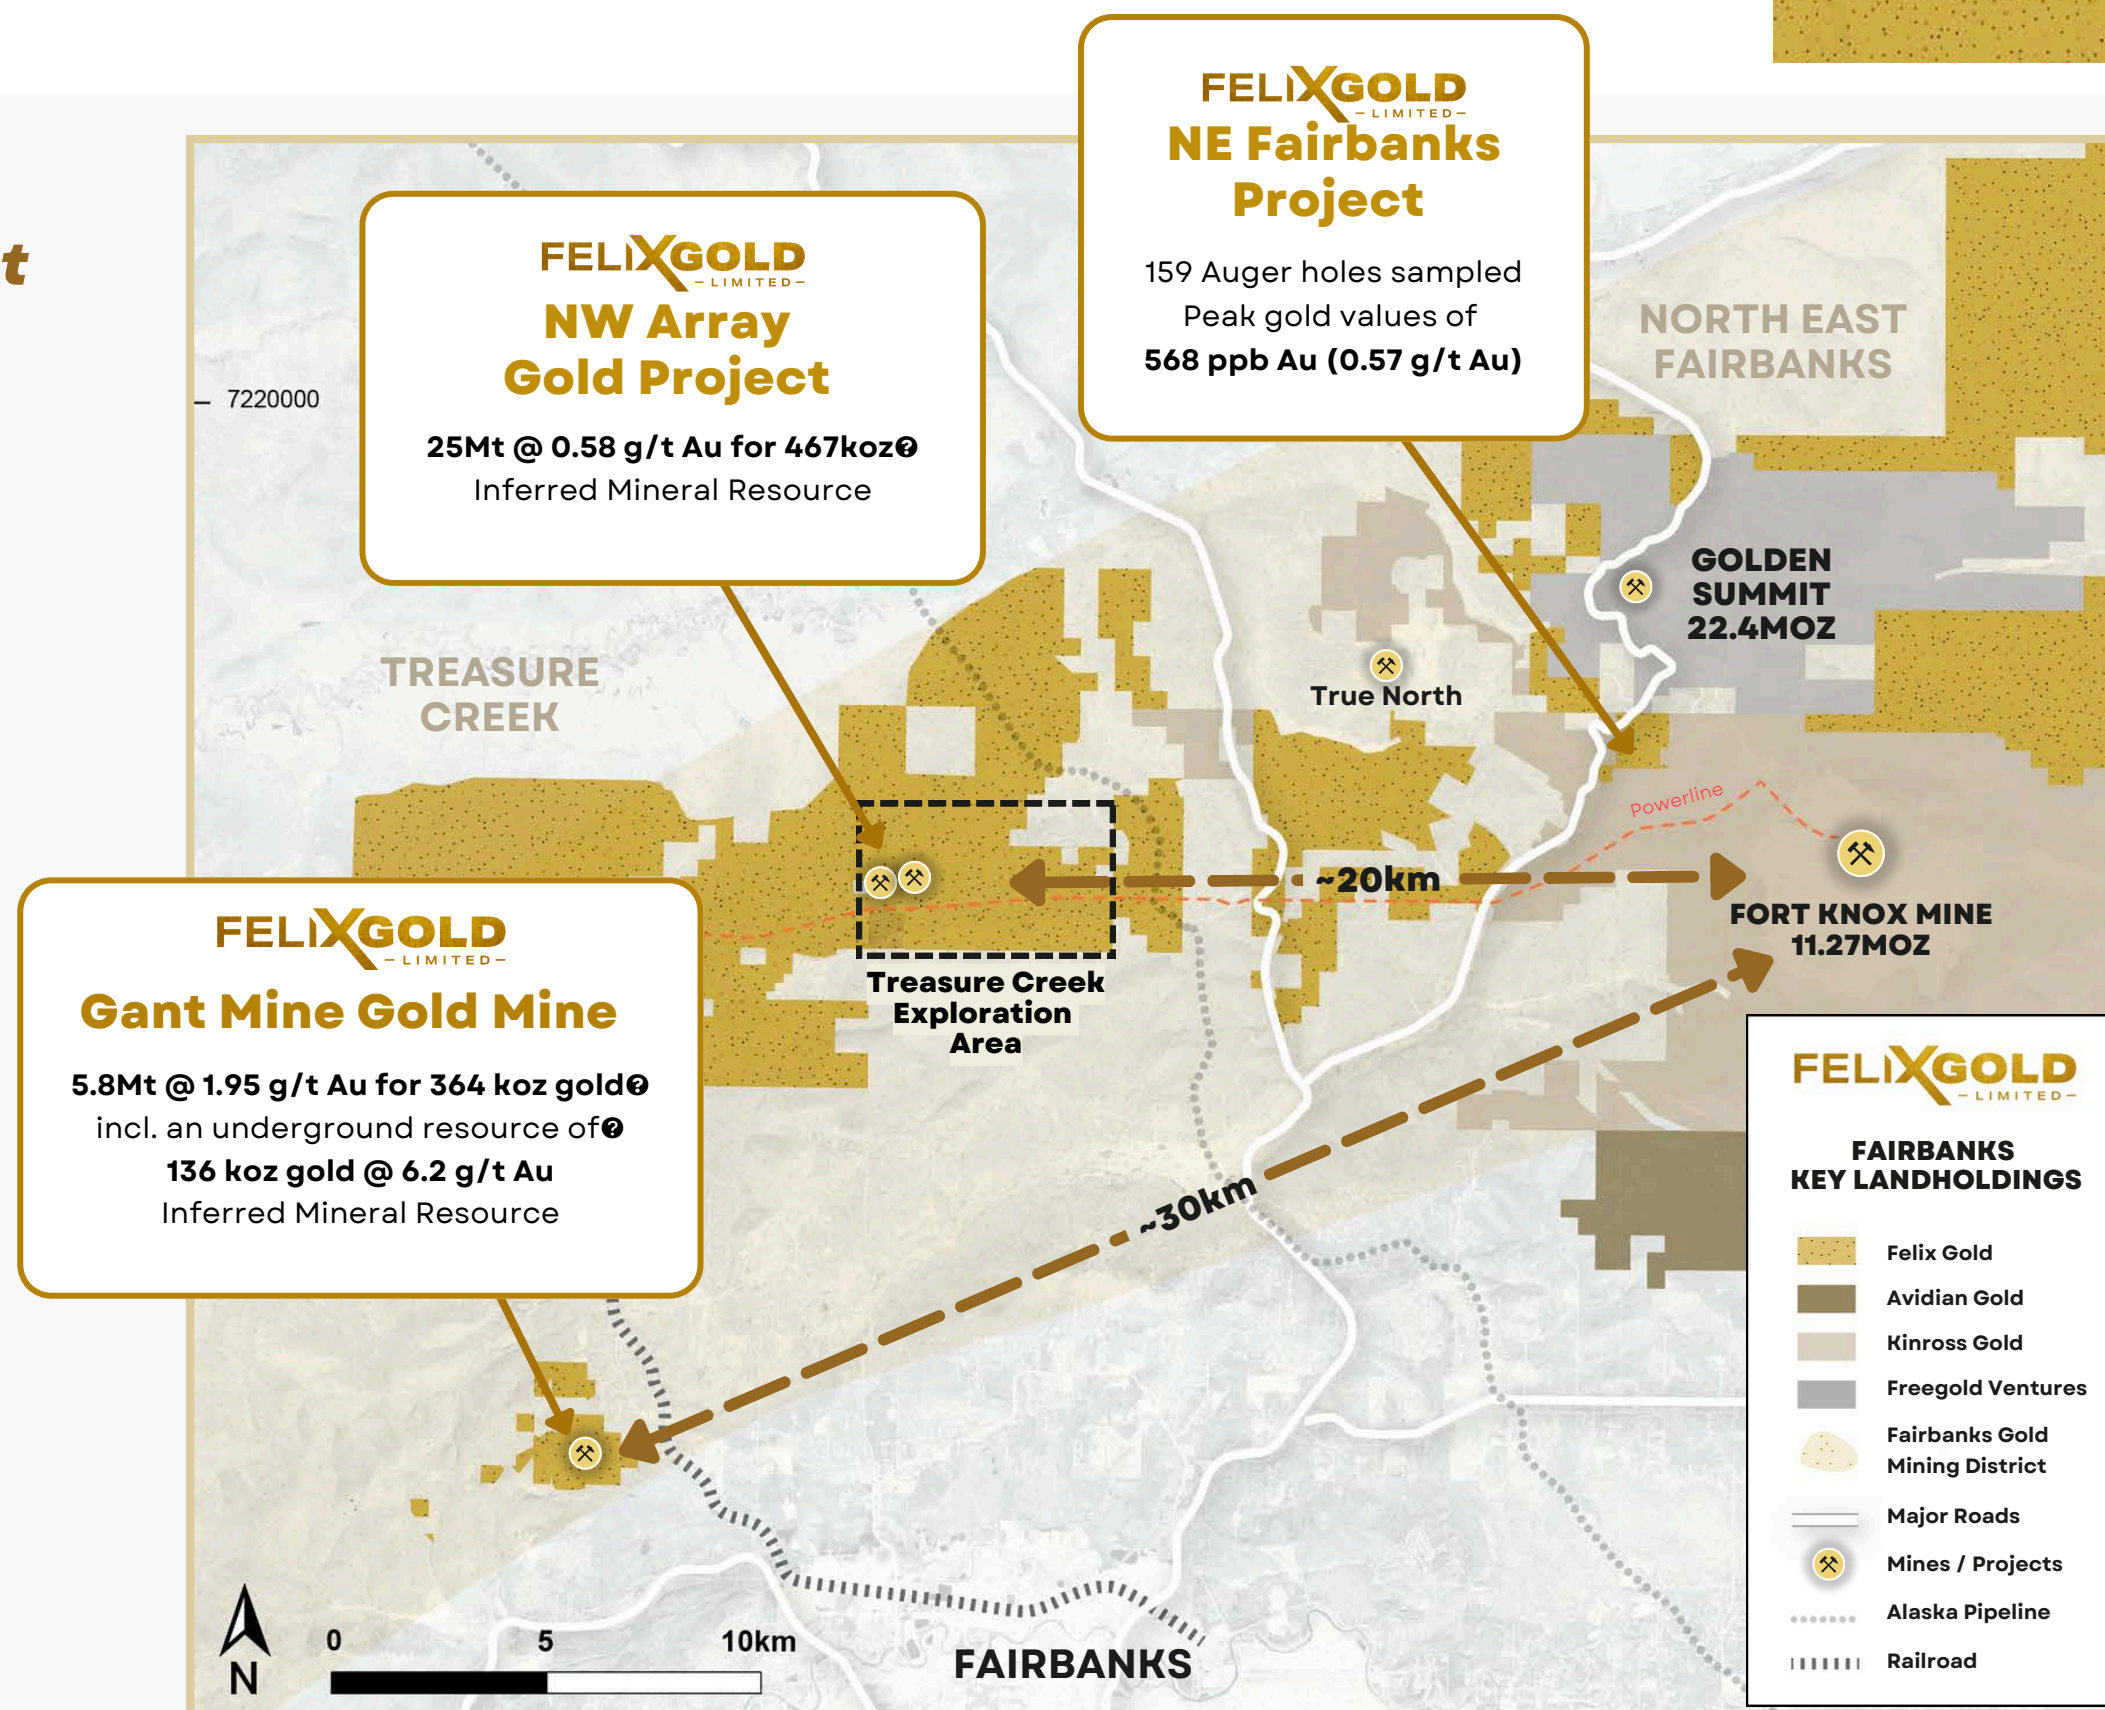 t
FELIXGOLD
– LIMITED –
NE Fairbanks
Project
159 Auger holes sampled
Peak gold values of
568 ppb Au (0.57 g/t Au)
FELIXGOLD
– LIMITED –
NW Array
Gold Project
25Mt @ 0.58 g/t Au for 467koz?
Inferred Mineral Resource
7220000
NORTH EAST
FAIRBANKS
GOLDEN
SUMMIT
22.4MOZ
TREASURE
CREEK
True North
Powerline
~20km
FORT KNOX MINE
11.27MOZ
Treasure Creek
Exploration
Area
FELIXGOLD
– LIMITED –
Gant Mine Gold Mine
5.8Mt @ 1.95 g/t Au for 364 koz gold?
incl. an underground resource of?
136 koz gold @ 6.2 g/t Au
Inferred Mineral Resource
~30km
FELIXGOLD
– LIMITED –
FAIRBANKS
KEY LANDHOLDINGS
Felix Gold
Avidian Gold
Kinross Gold
Freegold Ventures
Fairbanks Gold
Mining District
Major Roads
Mines / Projects
Alaska Pipeline
Railroad
N
0 5 10km
FAIRBANKS